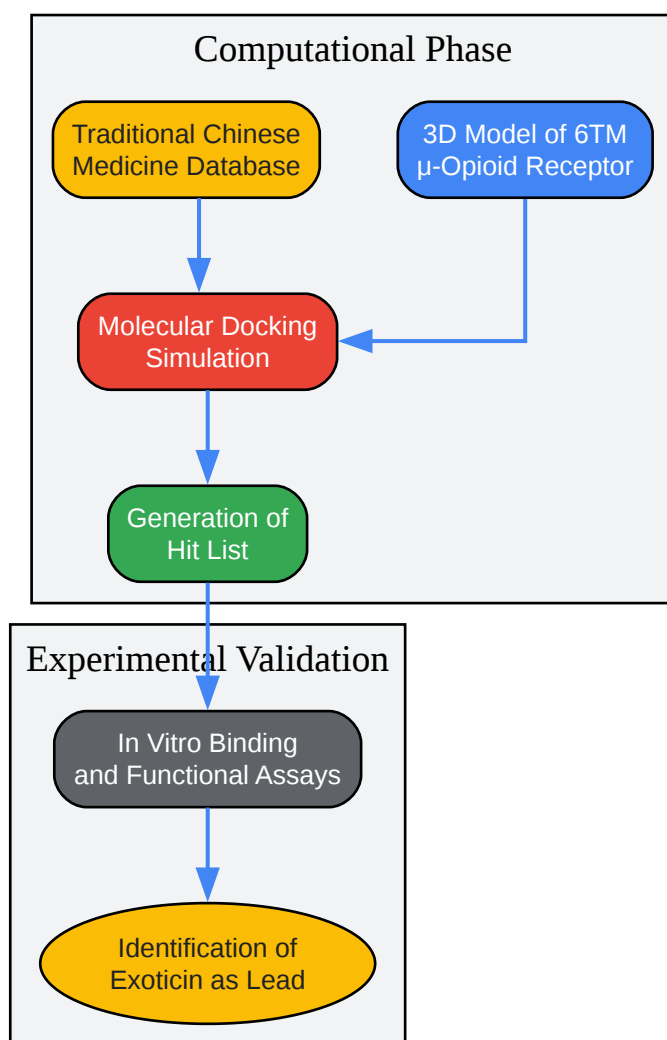 Computational Phase
Traditional Chinese
Medicine Database
3D Model of 6TM
μ-Opioid Receptor
Molecular Docking
Simulation
Generation of
Hit List
Experimental Validation
In Vitro Binding
and Functional Assays
Identification of
Exoticin as Lead